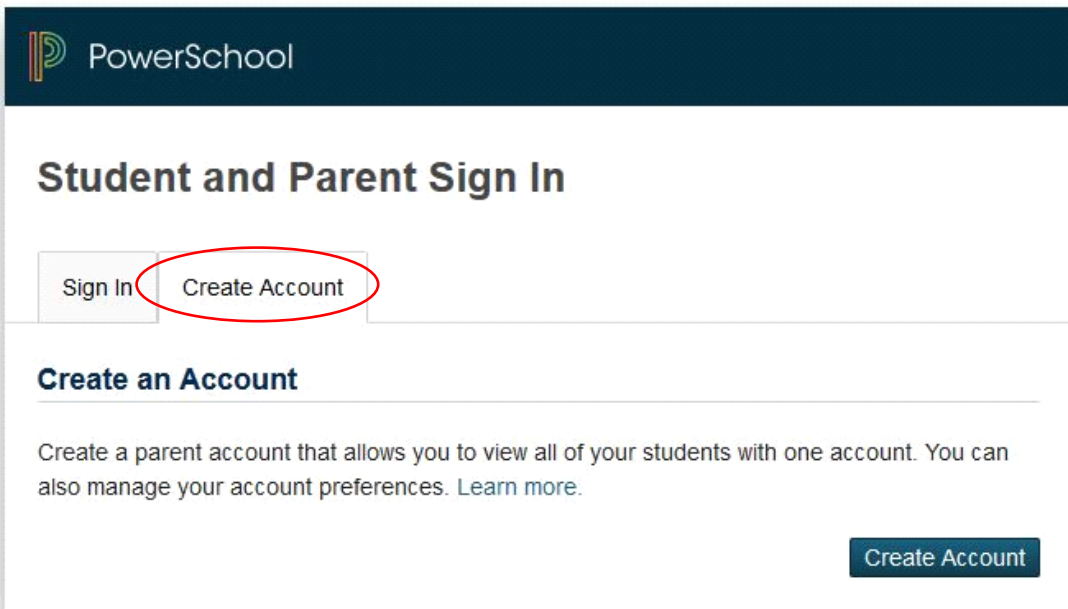 PowerSchool
Student and Parent Sign In
Sign In Create Account
Create an Account
Create a parent account that allows you to view all of your students with one account. You can
also manage your account preferences. Learn more.
Create Account